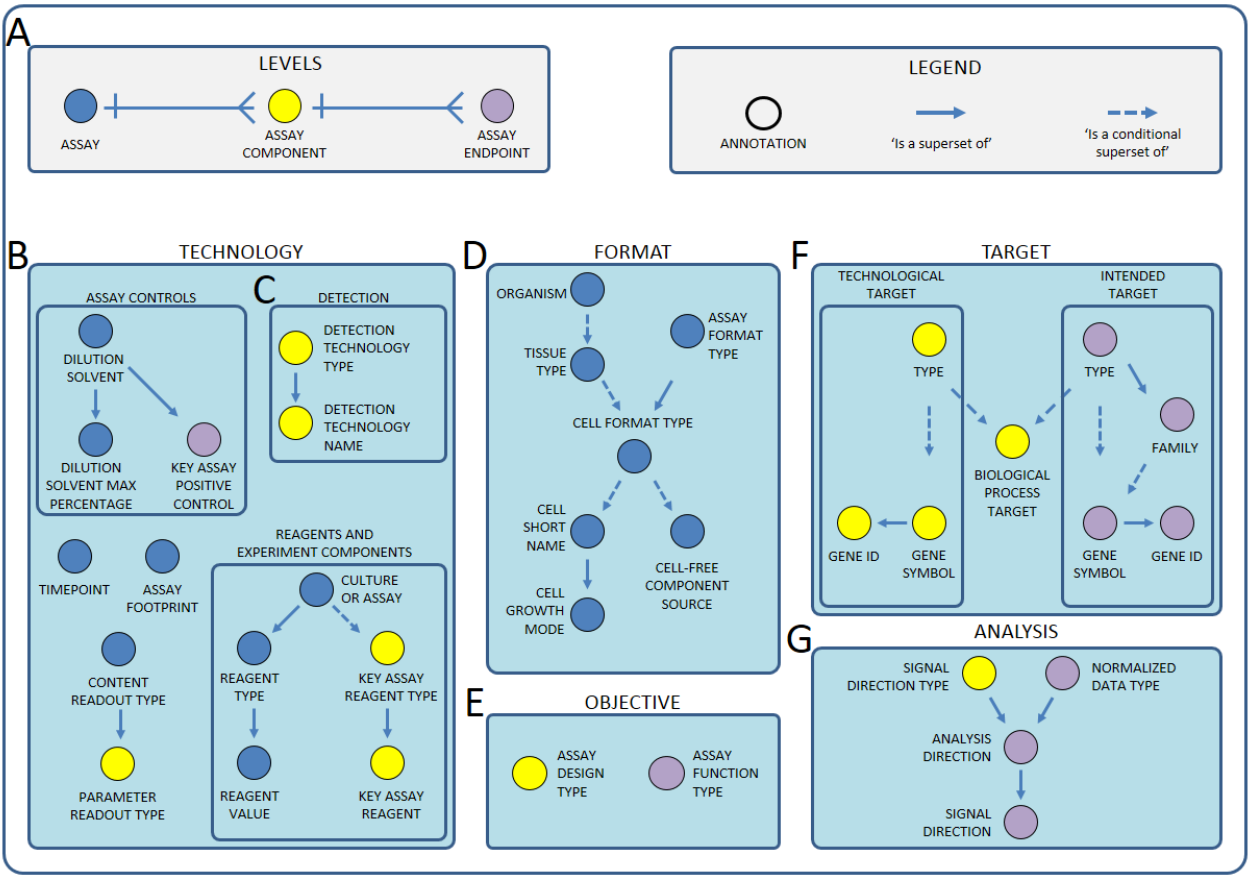 A
LEVELS
ASSAY
ASSAY
COMPONENT
ASSAY
ENDPOINT
LEGEND
ANNOTATION
'Is a superset of'
'Is a conditional
superset of'
B
TECHNOLOGY
ASSAY CONTROLS
DILUTION
SOLVENT
DILUTION
SOLVENT MAX
PERCENTAGE
KEY ASSAY
POSITIVE
CONTROL
C
DETECTION
DETECTION
TECHNOLOGY
TYPE
DETECTION
TECHNOLOGY
NAME
TIMEPOINT
ASSAY
FOOTPRINT
CONTENT
READOUT TYPE
PARAMETER
READOUT TYPE
REAGENTS AND
EXPERIMENT COMPONENTS
CULTURE
OR ASSAY
REAGENT
TYPE
KEY ASSAY
REAGENT TYPE
REAGENT
VALUE
KEY ASSAY
REAGENT
D
FORMAT
ORGANISM
ASSAY
FORMAT
TYPE
TISSUE
TYPE
CELL FORMAT TYPE
CELL
SHORT
NAME
CELL-FREE
COMPONENT
SOURCE
CELL
GROWTH
MODE
E
OBJECTIVE
ASSAY
DESIGN
TYPE
ASSAY
FUNCTION
TYPE
F
TARGET
TECHNOLOGICAL
TARGET
INTENDED
TARGET
TYPE
TYPE
FAMILY
BIOLOGICAL
PROCESS
TARGET
GENE ID
GENE
SYMBOL
GENE
SYMBOL
GENE ID
G
ANALYSIS
SIGNAL
DIRECTION TYPE
NORMALIZED
DATA TYPE
ANALYSIS
DIRECTION
SIGNAL
DIRECTION